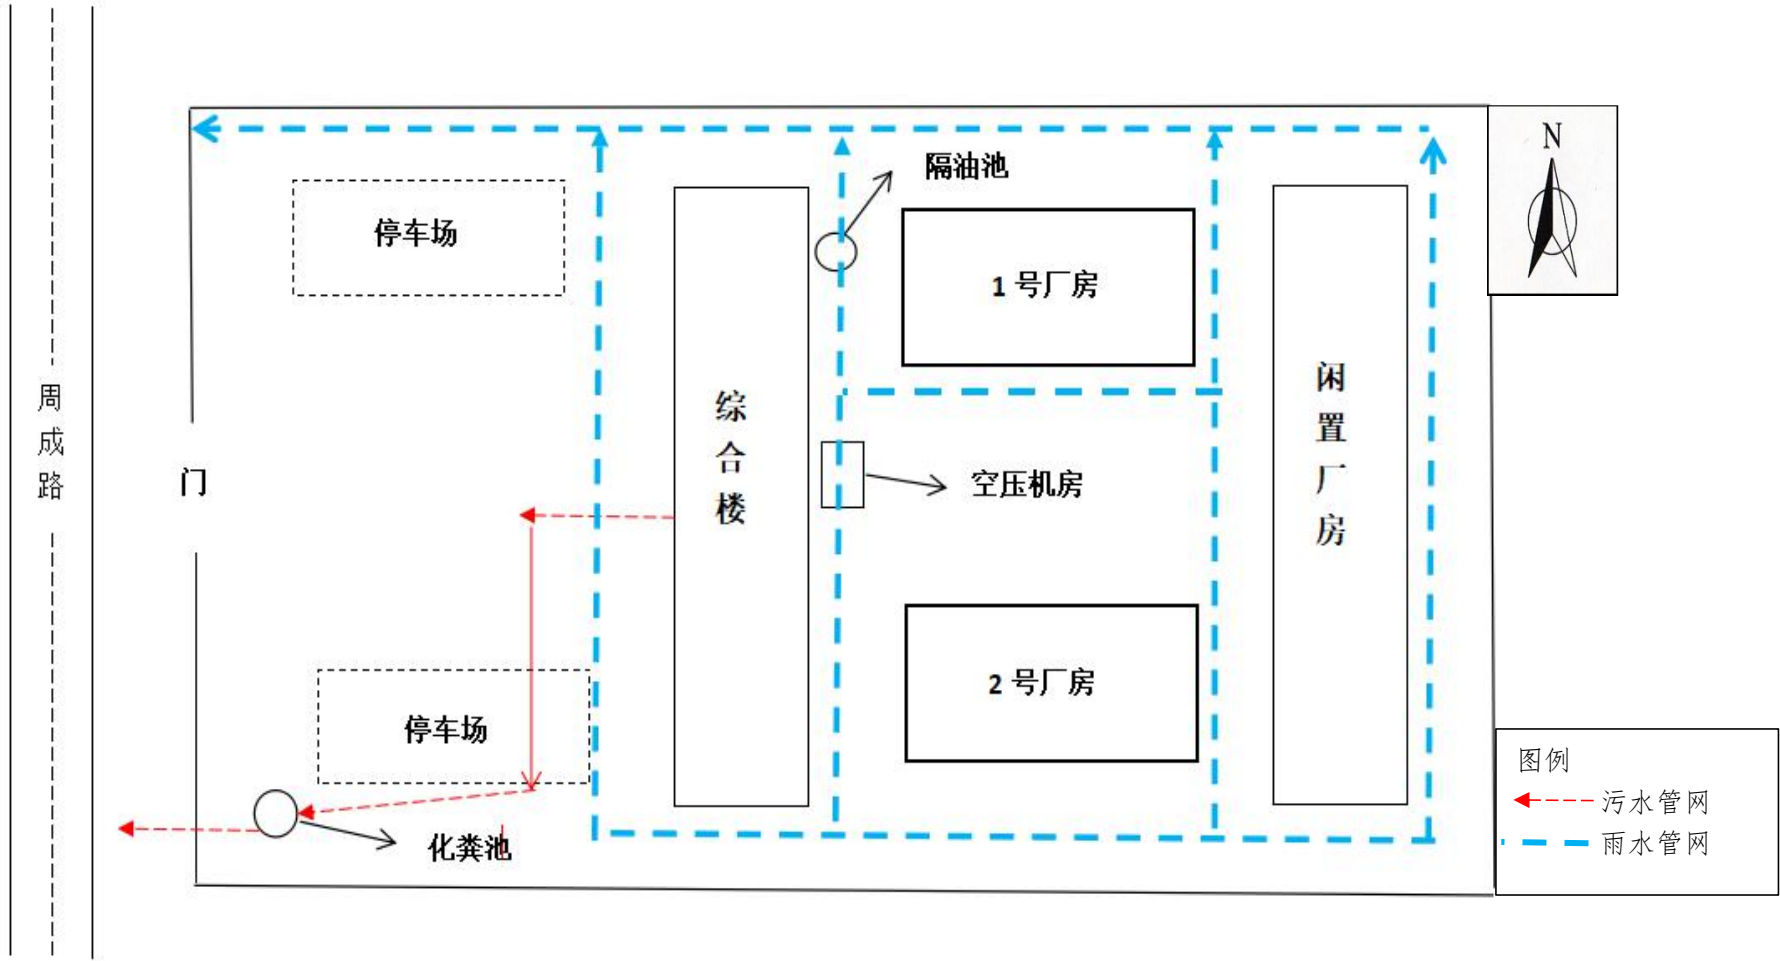 N
隔油池
停车场
1 号厂房
周成路
门
综合楼
闲置厂房
空压机房
2 号厂房
停车场
化粪池
图例
污水管网
雨水管网